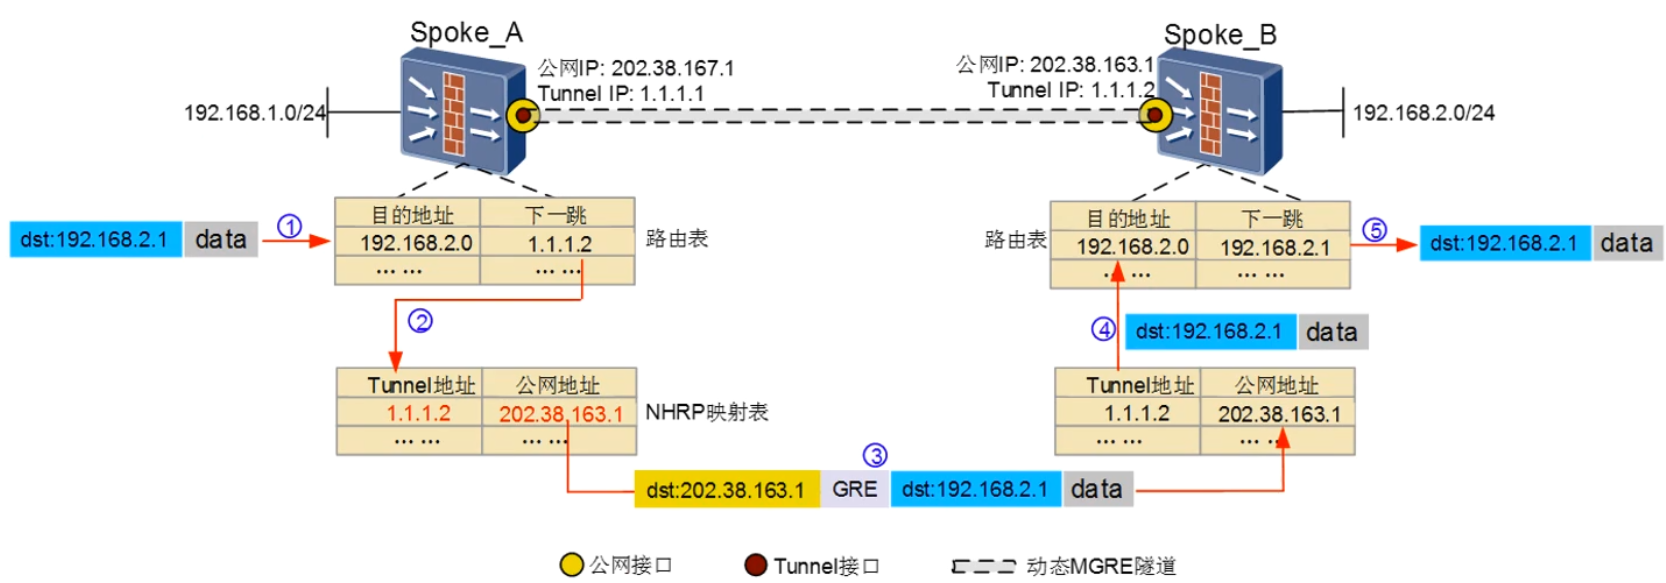 Spoke_A
Spoke_B
公网IP: 202.38.167.1
Tunnel IP: 1.1.1.1
公网IP: 202.38.163.1
Tunnel IP: 1.1.1.2
192.168.1.0/24
192.168.2.0/24
dst:192.168.2.1 data
①
目的地址 下一跳
192.168.2.0 1.1.1.2
... ... ... ...
路由表
路由表
目的地址 下一跳
192.168.2.0 192.168.2.1
... ... ... ...
⑤
dst:192.168.2.1 data
②
④
dst:192.168.2.1 data
Tunnel地址 公网地址
1.1.1.2 202.38.163.1
... ... ... ...
NHRP映射表
Tunnel地址 公网地址
1.1.1.2 202.38.163.1
... ... ... ...
③
dst:202.38.163.1 GRE dst:192.168.2.1 data
公网接口
Tunnel接口
动态MGRE隧道